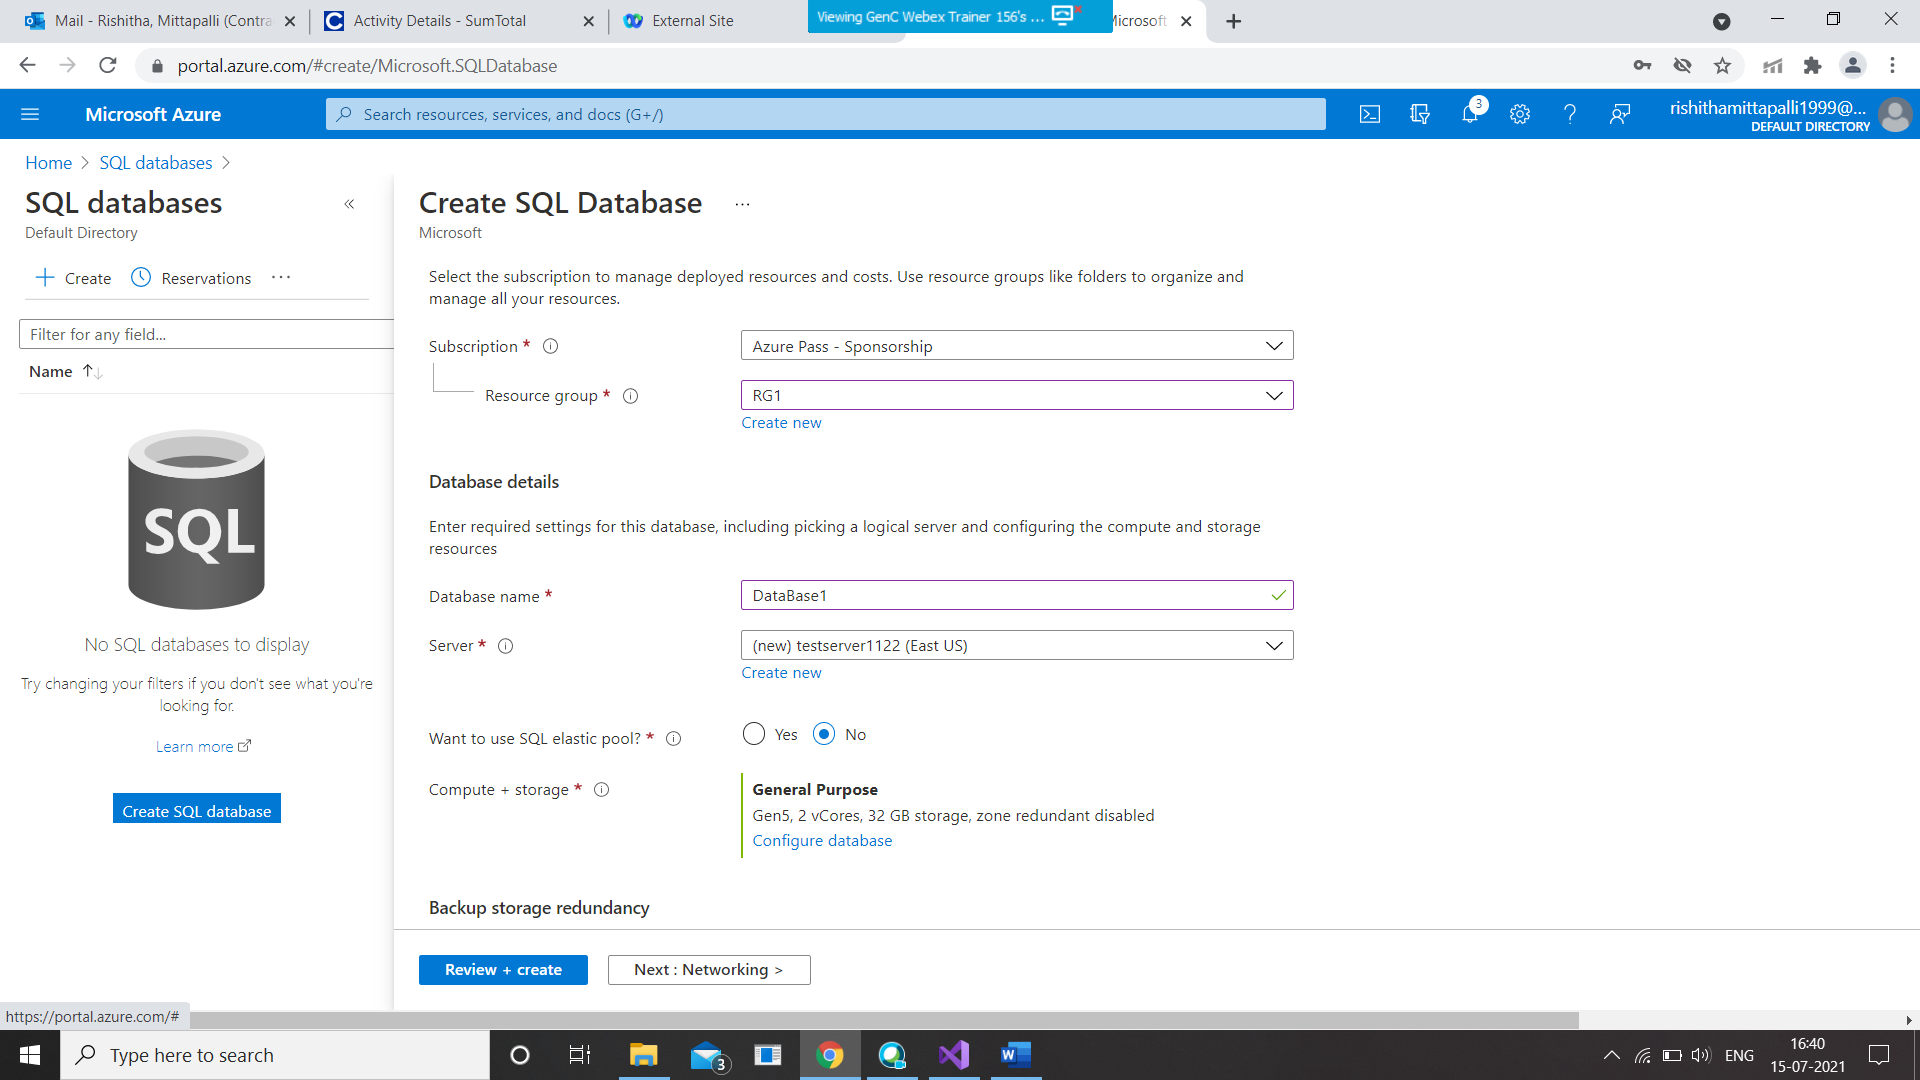 Mail - Rishitha, Mittapalli (Contra
Activity Details - SumTotal
External Site
Viewing GenC Webex Trainer 156's ...
Microsoft
portal.azure.com/#create/Microsoft.SQLDatabase
Microsoft Azure
Search resources, services, and docs (G+/)
3
rishithamittapalli1999@...
DEFAULT DIRECTORY
Home > SQL databases >
SQL databases
«
Default Directory
+ Create
Reservations
...
Filter for any field...
Name ↑↓
SQL
No SQL databases to display
Try changing your filters if you don't see what you're
looking for.
Learn more
Create SQL database
Create SQL Database
...
Microsoft
Select the subscription to manage deployed resources and costs. Use resource groups like folders to organize and
manage all your resources.
Subscription *
Azure Pass - Sponsorship
Resource group *
RG1
Create new
Database details
Enter required settings for this database, including picking a logical server and configuring the compute and storage
resources
Database name *
DataBase1
Server *
(new) testserver1122 (East US)
Create new
Want to use SQL elastic pool? *
Yes
No
Compute + storage *
General Purpose
Gen5, 2 vCores, 32 GB storage, zone redundant disabled
Configure database
Backup storage redundancy
Review + create
Next : Networking >
https://portal.azure.com/#
Type here to search
3
ENG
16:40
15-07-2021